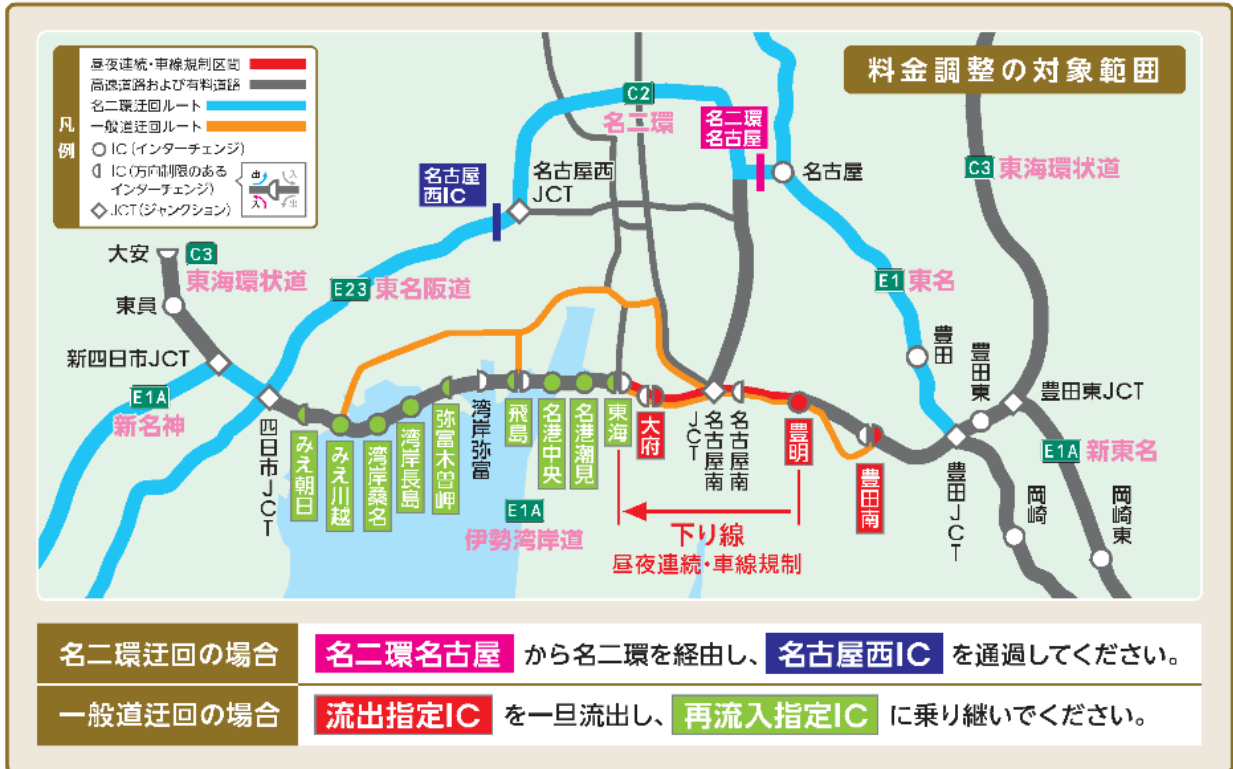 料金調整の対象範囲
凡例
昼夜連続・車線規制区間
高速道路および有料道路
名二環迂回ルート
一般道迂回ルート
IC(インターチェンジ)
IC(方向制限のある
インターチェンジ)
JCT(ジャンクション)
出
入
入
出
C2
名二環
名二環
名古屋
名古屋
名古屋西
JCT
名古屋
西IC
C3
東海環状道
大安
C3
東海環状道
東員
E23
東名阪道
E1
東名
新四日市JCT
E1A
新名神
豊田
豊田東
豊田東JCT
E1A
新東名
四日市JCT
みえ朝日
みえ川越
湾岸桑名
湾岸長島
弥富木曽岬
湾岸弥富
飛島
名港中央
名港潮見
東海
大府
名古屋南JCT
名古屋南
豊明
豊田南
豊田JCT
岡崎
岡崎東
E1A
伊勢湾岸道
下り線
昼夜連続・車線規制
名二環迂回の場合
名二環名古屋 から名二環を経由し、名古屋西IC を通過してください。
一般道迂回の場合
流出指定IC を一旦流出し、再流入指定IC に乗り継いでください。